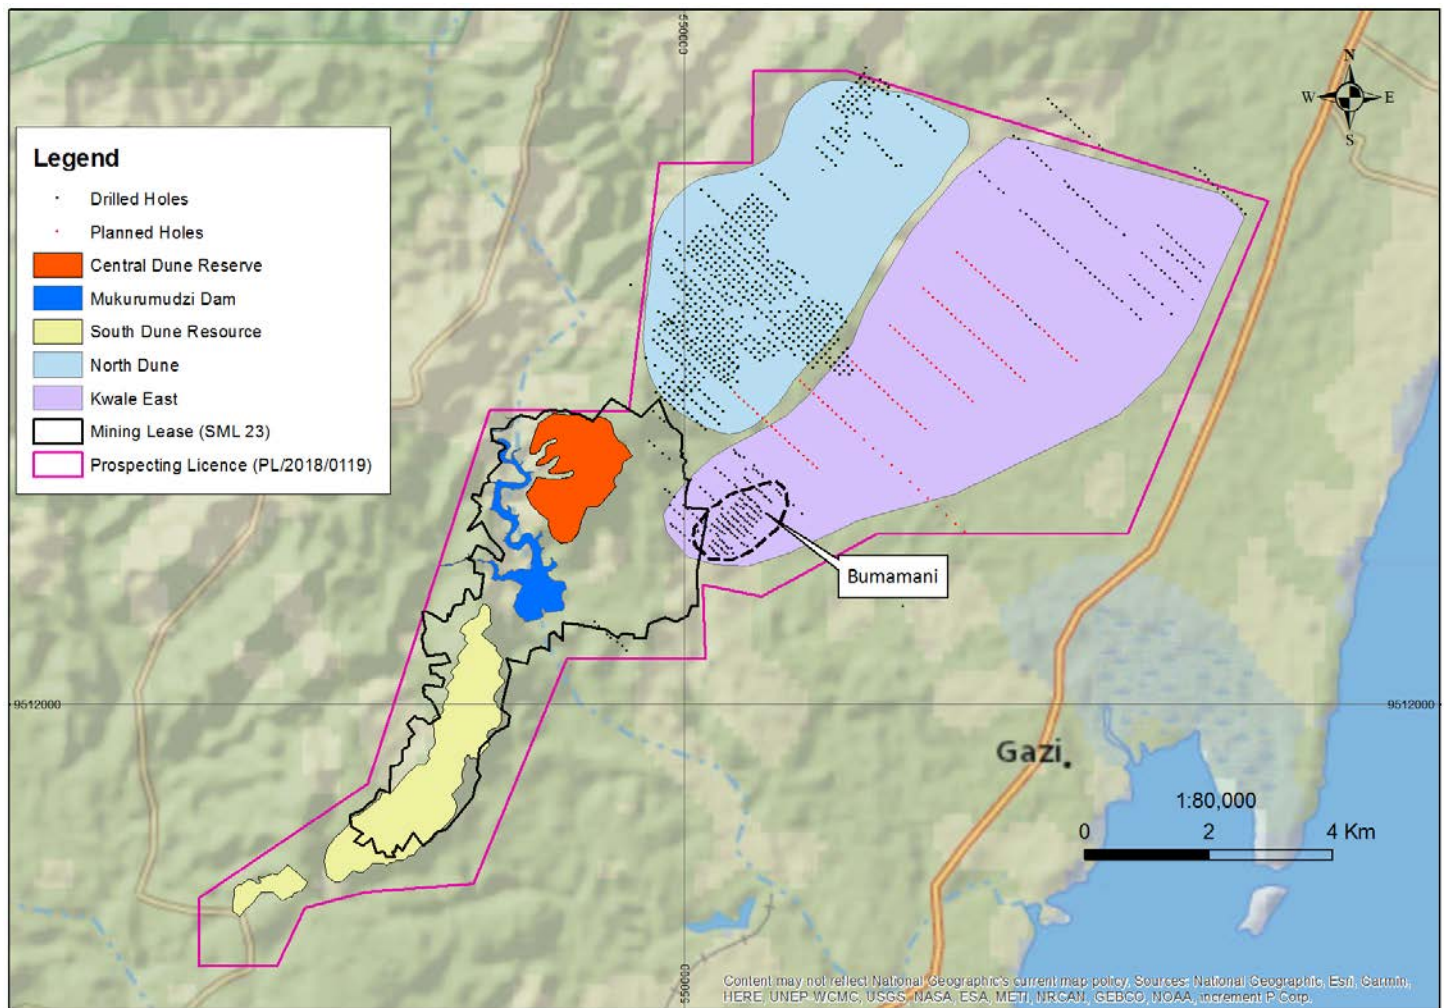 550000
N
W E
S
Legend
Drilled Holes
Planned Holes
Central Dune Reserve
Mukurumudzi Dam
South Dune Resource
North Dune
Kwale East
Mining Lease (SML 23)
Prospecting Licence (PL/2018/0119)
Bumamani
9512000 9512000
Gazi
1:80,000
0 2 4 Km
550000
Content may not reflect National Geographic's current map policy. Sources: National Geographic, Esri, Garmin,
HERE, UNEP-WCMC, USGS, NASA, ESA, METI, NRCAN, GEBCO, NOAA, increment P Corp.